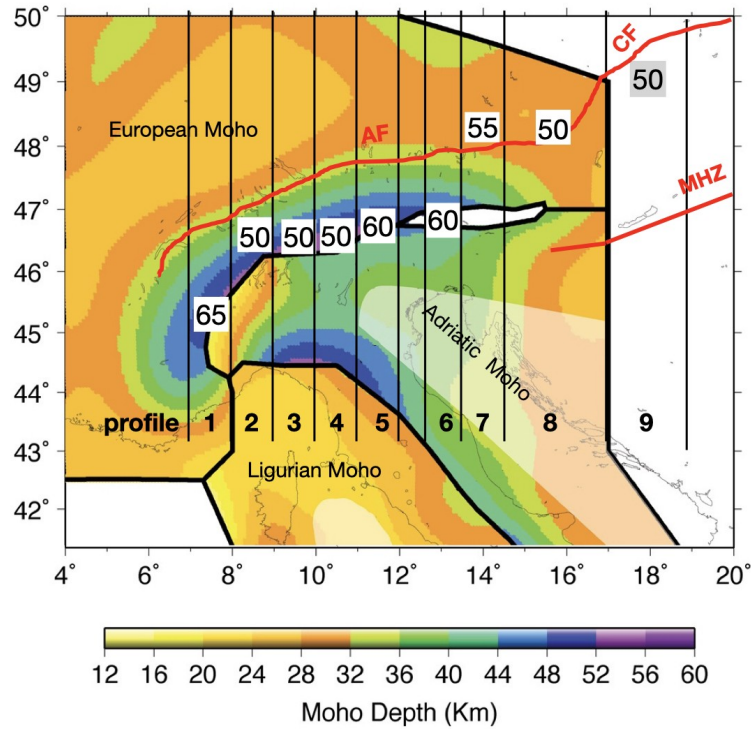 50°
49°
48°
47°
46°
45°
44°
43°
42°
CF
50
European Moho
AF
55
50
MHZ
50
50
50
60
60
65
Adriatic Moho
profile 1 2 3 4 5 6 7 8 9
Ligurian Moho
4° 6° 8° 10° 12° 14° 16° 18° 20°
12 16 20 24 28 32 36 40 44 48 52 56 60
Moho Depth (Km)